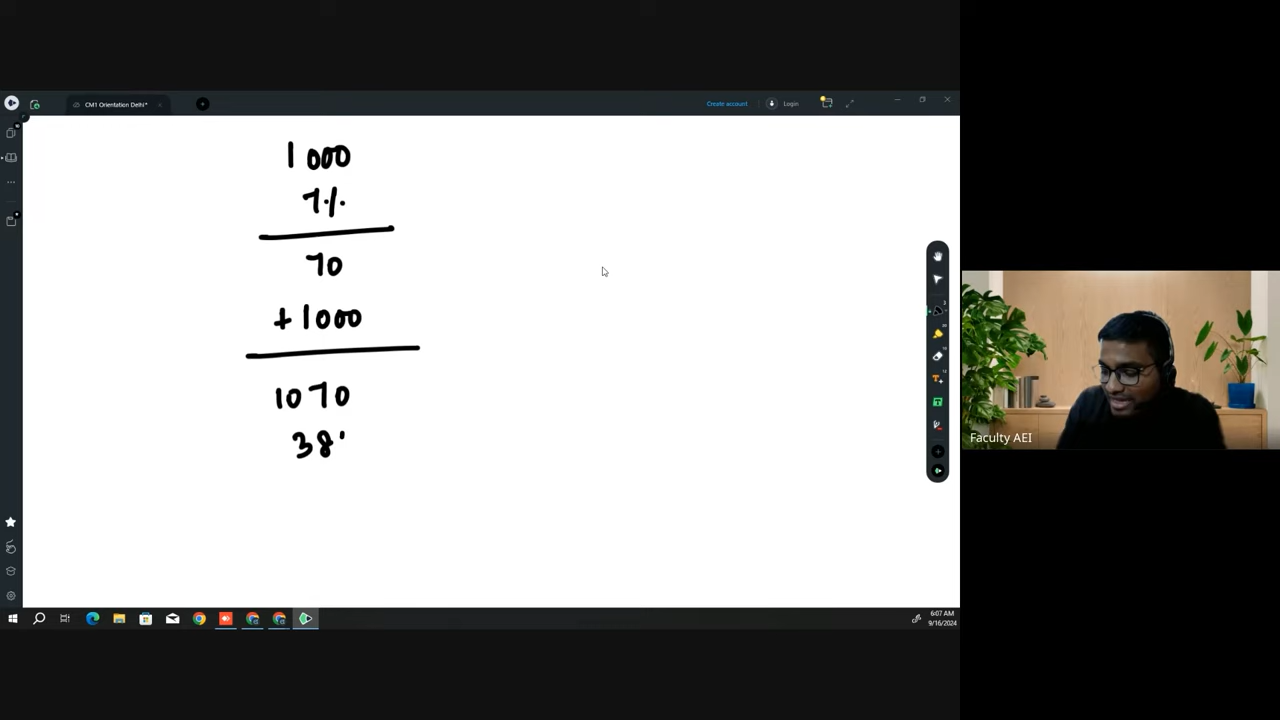 CM1 Orientation Delhi*
Create account
Login
1000
7%
70
+1000
1070
38'
Faculty AEI
6:07 AM
9/16/2024